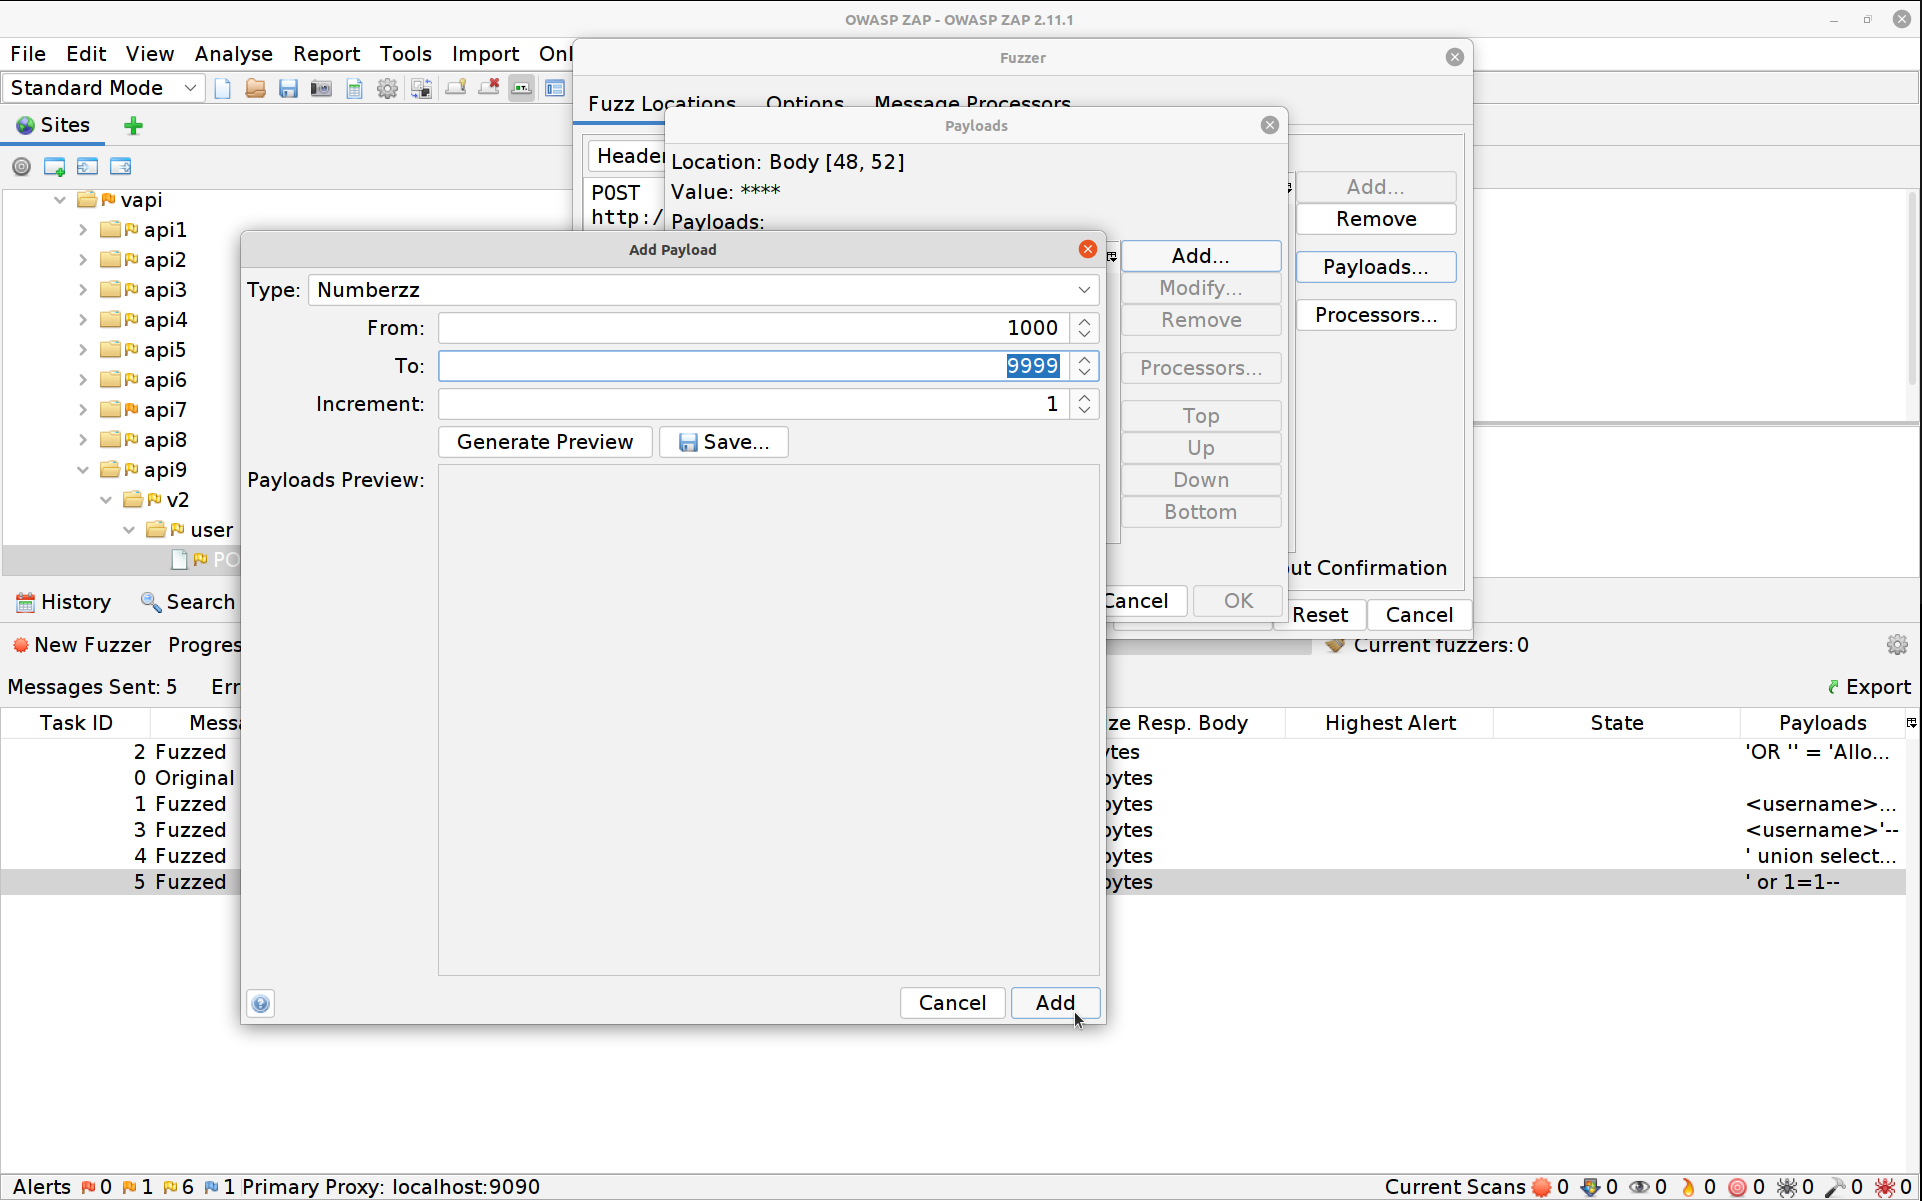 OWASP ZAP - OWASP ZAP 2.11.1
File Edit View Analyse Report Tools Import Onl
Standard Mode
Sites
vapi
api1
api2
api3
api4
api5
api6
api7
api8
api9
v2
user
PO
Fuzzer
Fuzz Locations Options Message Processors
Header
POST
http:/
Add...
Remove
Payloads...
Processors...
ut Confirmation
Reset Cancel
Payloads
Location: Body [48, 52]
Value: ****
Payloads:
Add...
Modify...
Remove
Processors...
Top
Up
Down
Bottom
Cancel OK
Add Payload
Type: Numberzz
From: 1000
To: 9999
Increment: 1
Generate Preview Save...
Payloads Preview:
Cancel Add
History Search
New Fuzzer Progres Current fuzzers: 0
Messages Sent: 5 Err Export
Task ID Messa ze Resp. Body Highest Alert State Payloads
2 Fuzzed ytes 'OR '' = 'Allo...
0 Original bytes
1 Fuzzed bytes <username>...
3 Fuzzed bytes <username>'--
4 Fuzzed bytes ' union select...
5 Fuzzed bytes ' or 1=1--
Alerts 0 1 6 1 Primary Proxy: localhost:9090 Current Scans 0 0 0 0 0 0 0 0